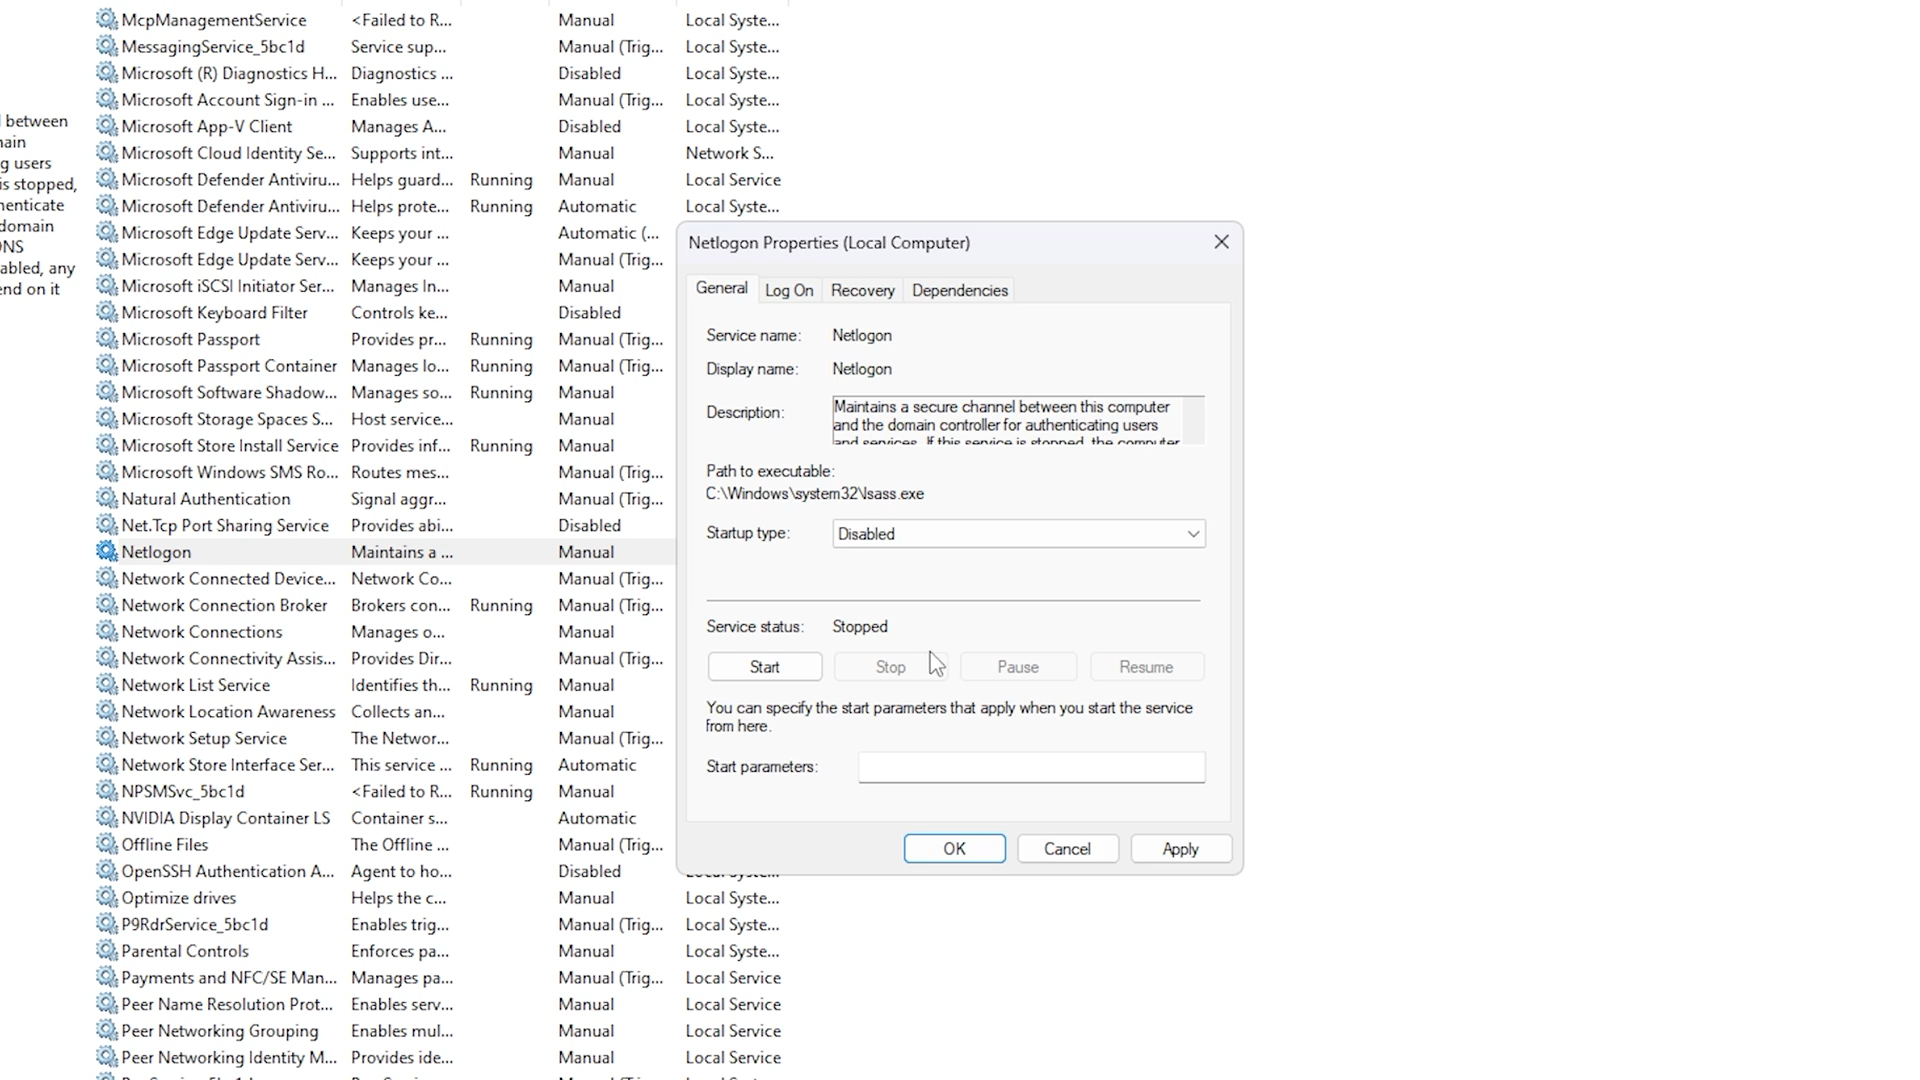 l between
nain
g users
is stopped,
henticate
domain
DNS
abled, any
end on it
McpManagementService <Failed to R... Manual Local Syste...
MessagingService_5bc1d Service sup... Manual (Trig... Local Syste...
Microsoft (R) Diagnostics H... Diagnostics ... Disabled Local Syste...
Microsoft Account Sign-in ... Enables use... Manual (Trig... Local Syste...
Microsoft App-V Client Manages A... Disabled Local Syste...
Microsoft Cloud Identity Se... Supports int... Manual Network S...
Microsoft Defender Antiviru... Helps guard... Running Manual Local Service
Microsoft Defender Antiviru... Helps prote... Running Automatic Local Syste...
Microsoft Edge Update Serv... Keeps your ... Automatic (...
Microsoft Edge Update Serv... Keeps your ... Manual (Trig...
Microsoft iSCSI Initiator Ser... Manages In... Manual
Microsoft Keyboard Filter Controls ke... Disabled
Microsoft Passport Provides pr... Running Manual (Trig...
Microsoft Passport Container Manages lo... Running Manual (Trig...
Microsoft Software Shadow... Manages so... Running Manual
Microsoft Storage Spaces S... Host service... Manual
Microsoft Store Install Service Provides inf... Running Manual
Microsoft Windows SMS Ro... Routes mes... Manual (Trig...
Natural Authentication Signal aggr... Manual (Trig...
Net.Tcp Port Sharing Service Provides abi... Disabled
Netlogon Maintains a ... Manual
Network Connected Device... Network Co... Manual (Trig...
Network Connection Broker Brokers con... Running Manual (Trig...
Network Connections Manages o... Manual
Network Connectivity Assis... Provides Dir... Manual (Trig...
Network List Service Identifies th... Running Manual
Network Location Awareness Collects an... Manual
Network Setup Service The Networ... Manual (Trig...
Network Store Interface Ser... This service ... Running Automatic
NPSMSvc_5bc1d <Failed to R... Running Manual
NVIDIA Display Container LS Container s... Automatic
Offline Files The Offline ... Manual (Trig...
OpenSSH Authentication A... Agent to ho... Disabled Local Syste...
Optimize drives Helps the c... Manual Local Syste...
P9RdrService_5bc1d Enables trig... Manual (Trig... Local Syste...
Parental Controls Enforces pa... Manual Local Syste...
Payments and NFC/SE Man... Manages pa... Manual (Trig... Local Service
Peer Name Resolution Prot... Enables serv... Manual Local Service
Peer Networking Grouping Enables mul... Manual Local Service
Peer Networking Identity M... Provides ide... Manual Local Service
Netlogon Properties (Local Computer)
General Log On Recovery Dependencies
Service name: Netlogon
Display name: Netlogon
Description: Maintains a secure channel between this computer
and the domain controller for authenticating users
and services. If this service is stopped, the computer
Path to executable:
C:\Windows\system32\lsass.exe
Startup type: Disabled
Service status: Stopped
Start Stop Pause Resume
You can specify the start parameters that apply when you start the service
from here.
Start parameters:
OK Cancel Apply